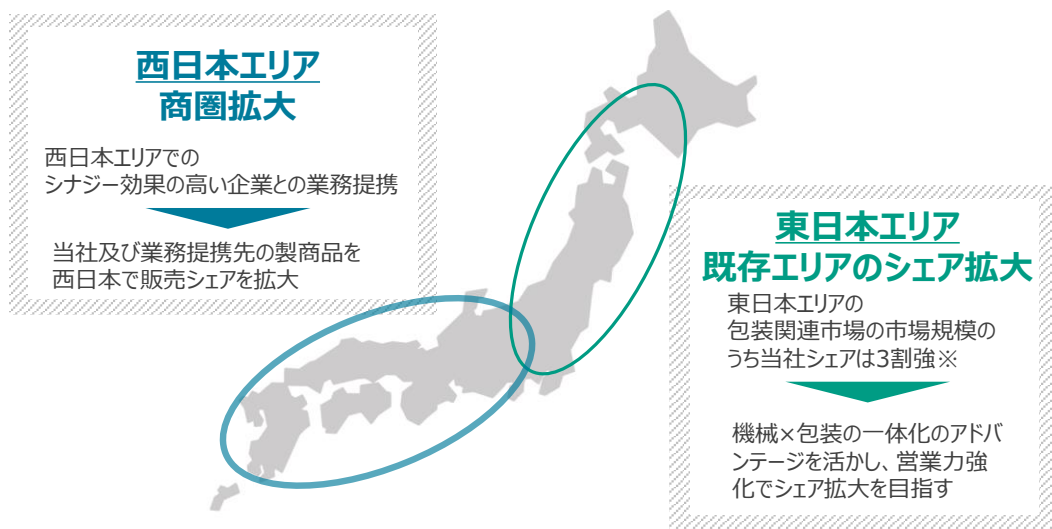 西日本エリア
商圏拡大
西日本エリアでの
シナジー効果の高い企業との業務提携
当社及び業務提携先の製商品を
西日本で販売シェアを拡大
東日本エリア
既存エリアのシェア拡大
東日本エリアの
包装関連市場の市場規模の
うち当社シェアは3割強※
機械×包装の一体化のアドバ
ンテージを活かし、営業力強
化でシェア拡大を目指す